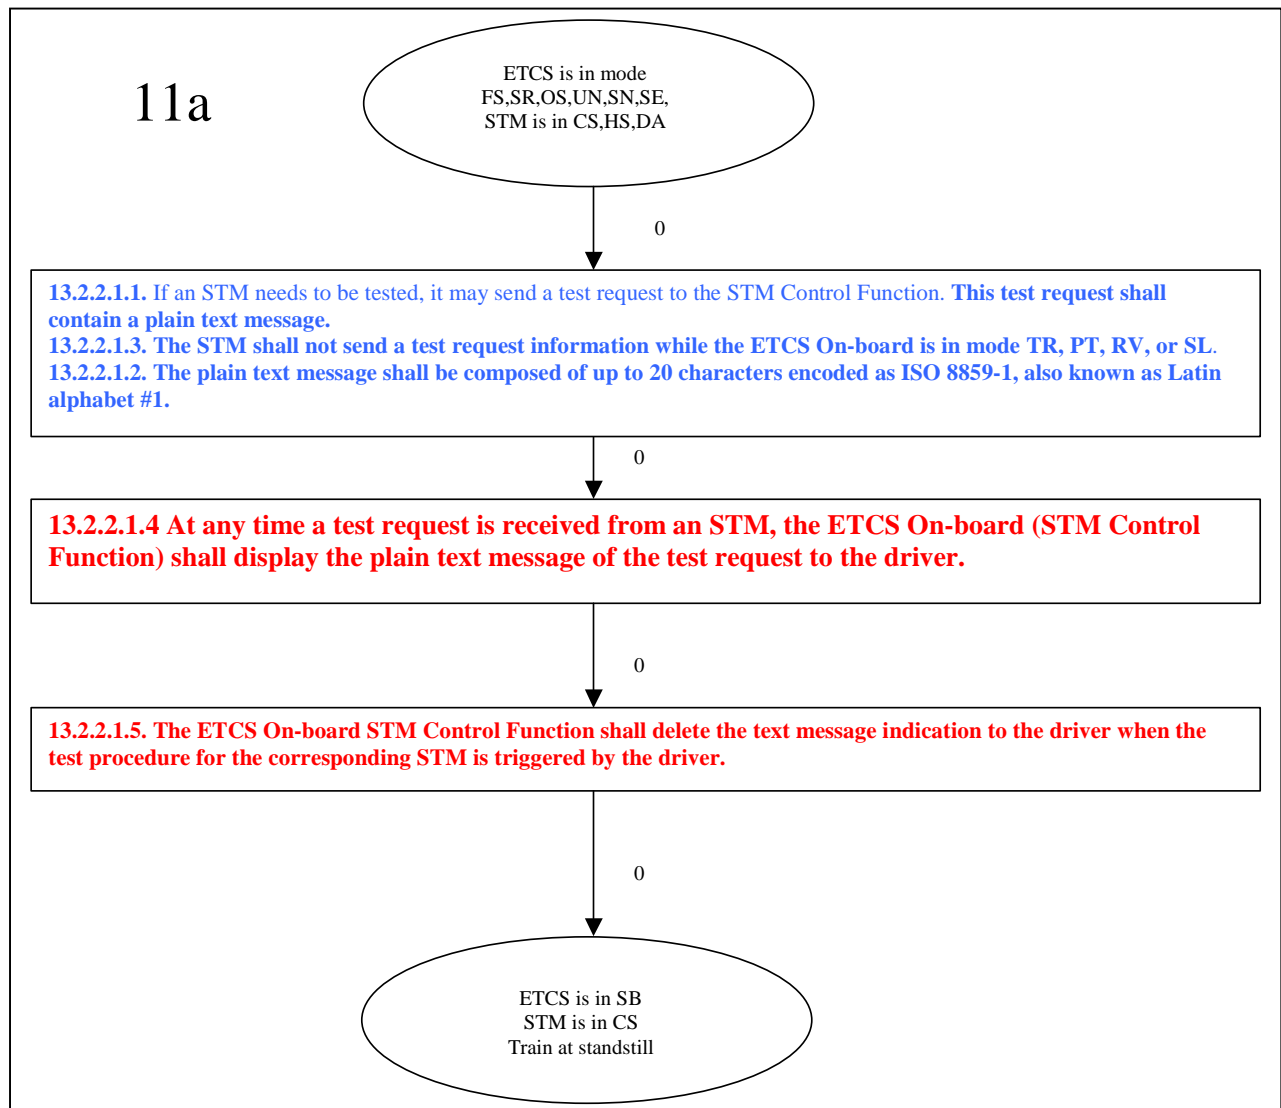 11a
ETCS is in mode
FS,SR,OS,UN,SN,SE,
STM is in CS,HS,DA
0
13.2.2.1.1. If an STM needs to be tested, it may send a test request to the STM Control Function. This test request shall
contain a plain text message.
13.2.2.1.3. The STM shall not send a test request information while the ETCS On-board is in mode TR, PT, RV, or SL.
13.2.2.1.2. The plain text message shall be composed of up to 20 characters encoded as ISO 8859-1, also known as Latin
alphabet #1.
0
13.2.2.1.4 At any time a test request is received from an STM, the ETCS On-board (STM Control
Function) shall display the plain text message of the test request to the driver.
0
13.2.2.1.5. The ETCS On-board STM Control Function shall delete the text message indication to the driver when the
test procedure for the corresponding STM is triggered by the driver.
0
ETCS is in SB
STM is in CS
Train at standstill